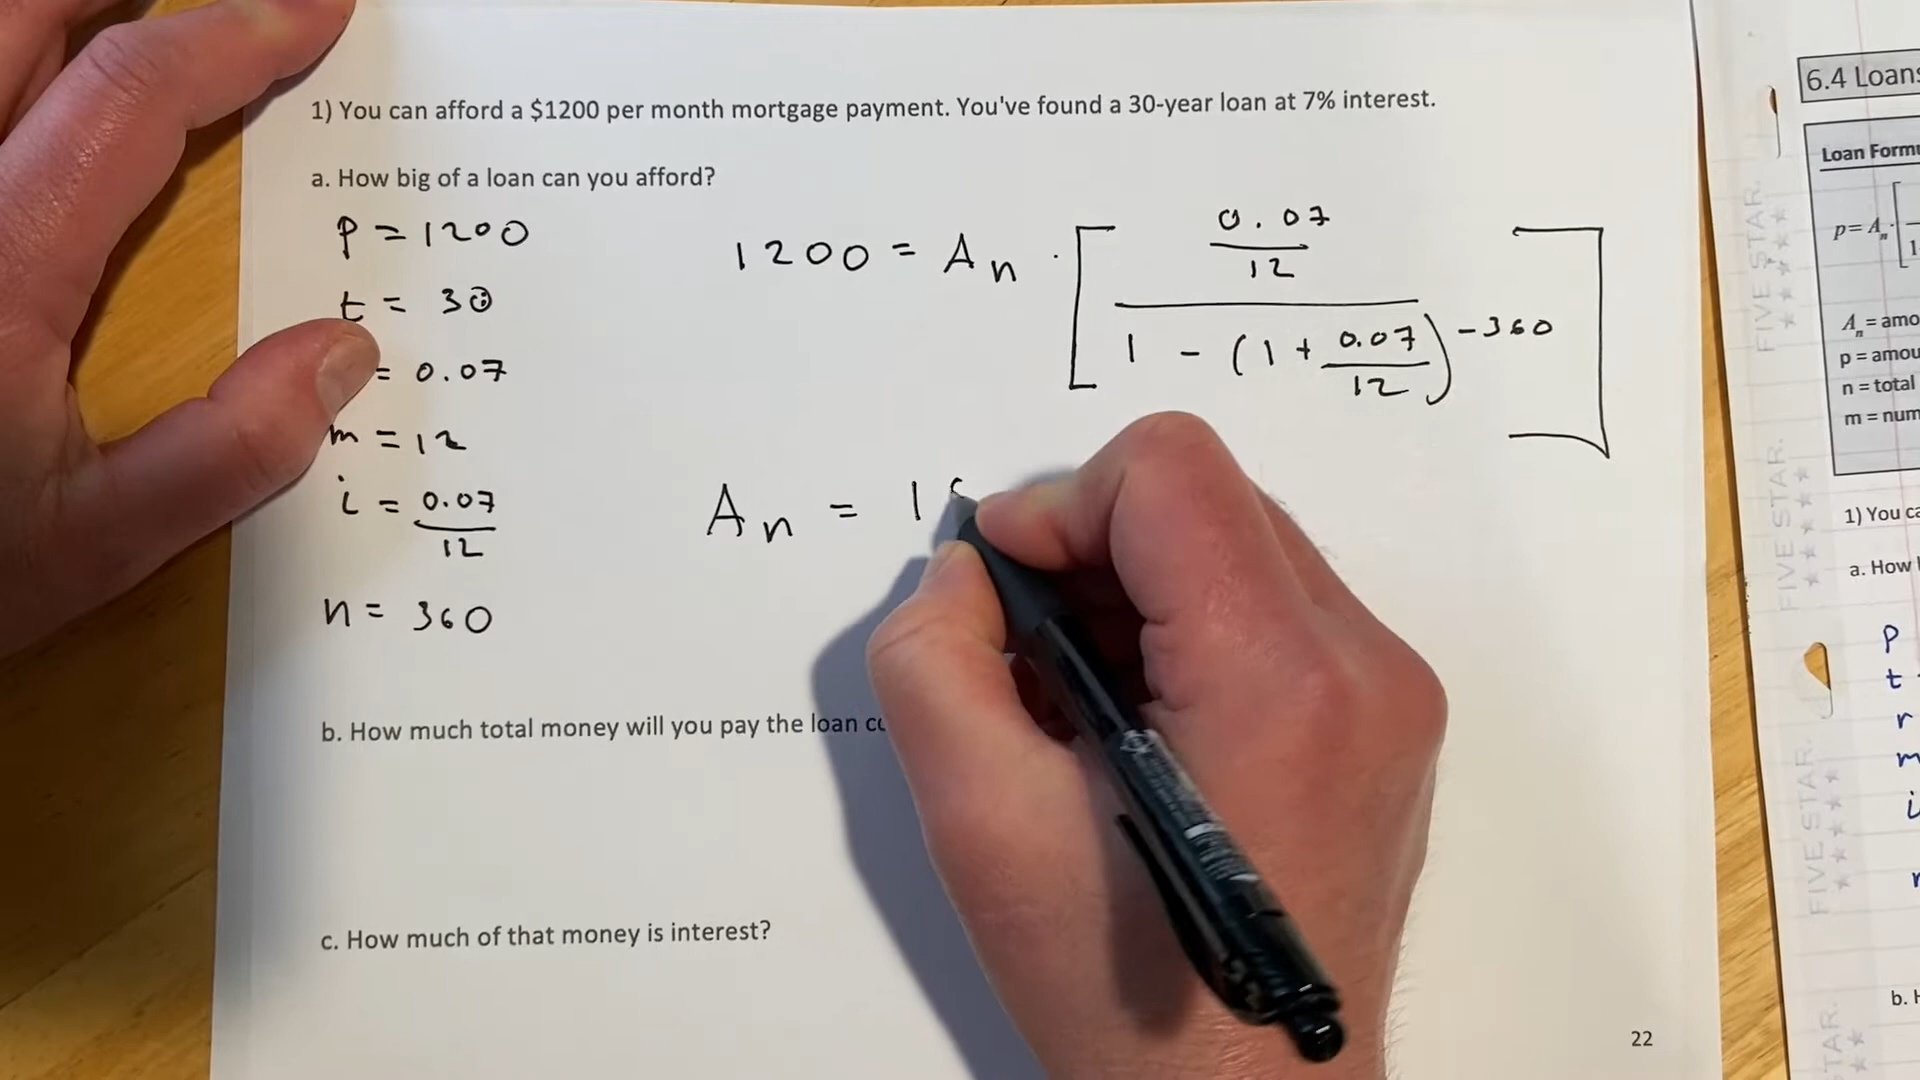 1) You can afford a $1200 per month mortgage payment. You've found a 30-year loan at 7% interest.
a. How big of a loan can you afford?
P = 1200
t = 30
= 0.07
m = 12
i = 0.07
12
n = 360
1200 = An · [ 0.07
12
1 - (1 + 0.07
12 )-360 ]
An = 1
b. How much total money will you pay the loan
c. How much of that money is interest?
22
6.4 Loans
Loan Form
p= An ·
1
An = amo
p = amou
n = total
m = num
1) You ca
a. How
P
t
r
m
i
b.
FIVE STAR.
FIVE STAR.
FIVE STAR.
STAR.